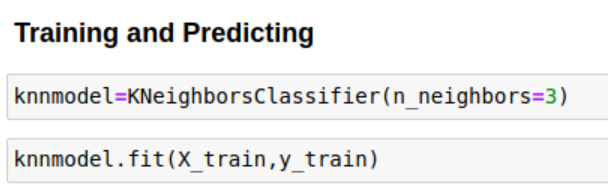 Training and Predicting
knnmodel=KNeighborsClassifier(n_neighbors=3)
knnmodel.fit(X_train,y_train)